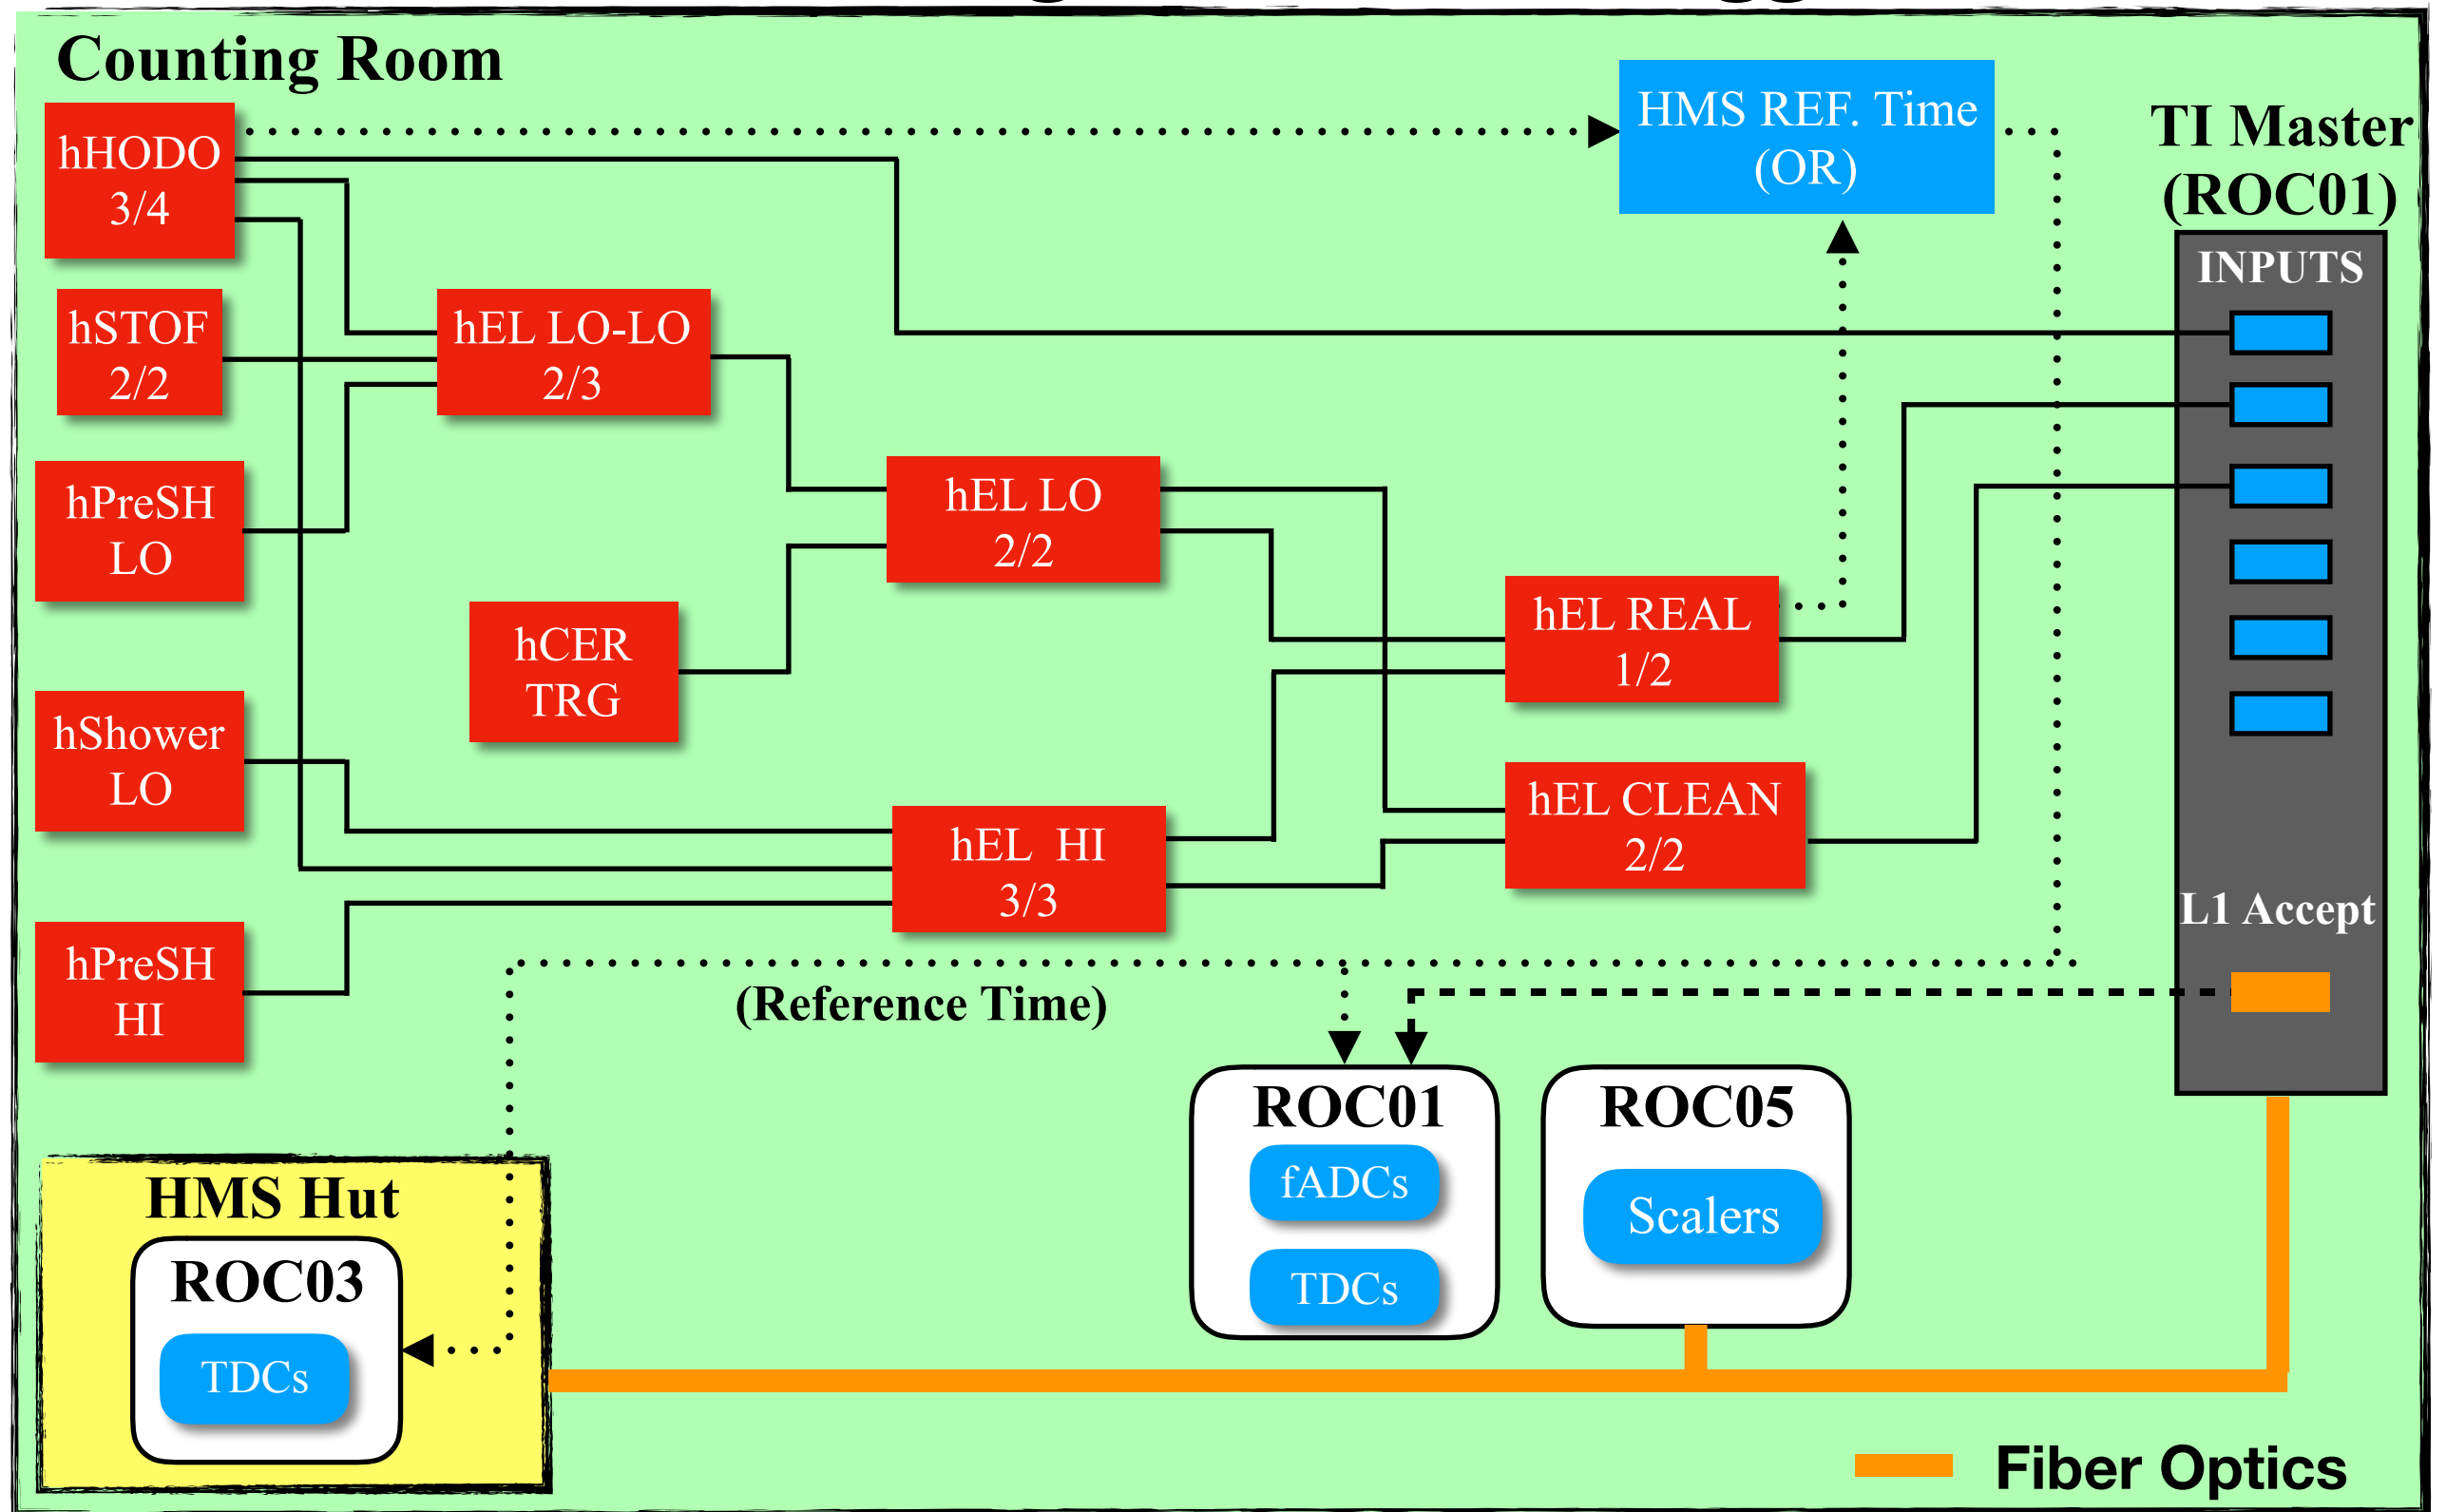 Counting Room
hHODO
3/4
HMS REF. Time
(OR)
TI Master
(ROC01)
INPUTS
hSTOF
2/2
hEL LO-LO
2/3
hPreSH
LO
hEL LO
2/2
hCER
TRG
hEL REAL
1/2
hShower
LO
hEL HI
3/3
hEL CLEAN
2/2
L1 Accept
hPreSH
HI
(Reference Time)
ROC01
fADCs
TDCs
ROC05
Scalers
HMS Hut
ROC03
TDCs
Fiber Optics